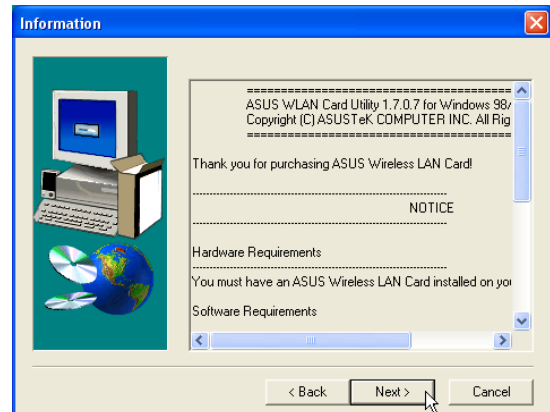 Information
==============================
ASUS WLAN Card Utility 1.7.0.7 for Windows 98/
Copyright (C) ASUSTeK COMPUTER INC. All Rig
==============================
Thank you for purchasing ASUS Wireless LAN Card!
------------------------------------------------------------
NOTICE
------------------------------------------------------------
Hardware Requirements
------------------------------------------------------------
You must have an ASUS Wireless LAN Card installed on you
Software Requirements
< Back
Next >
Cancel